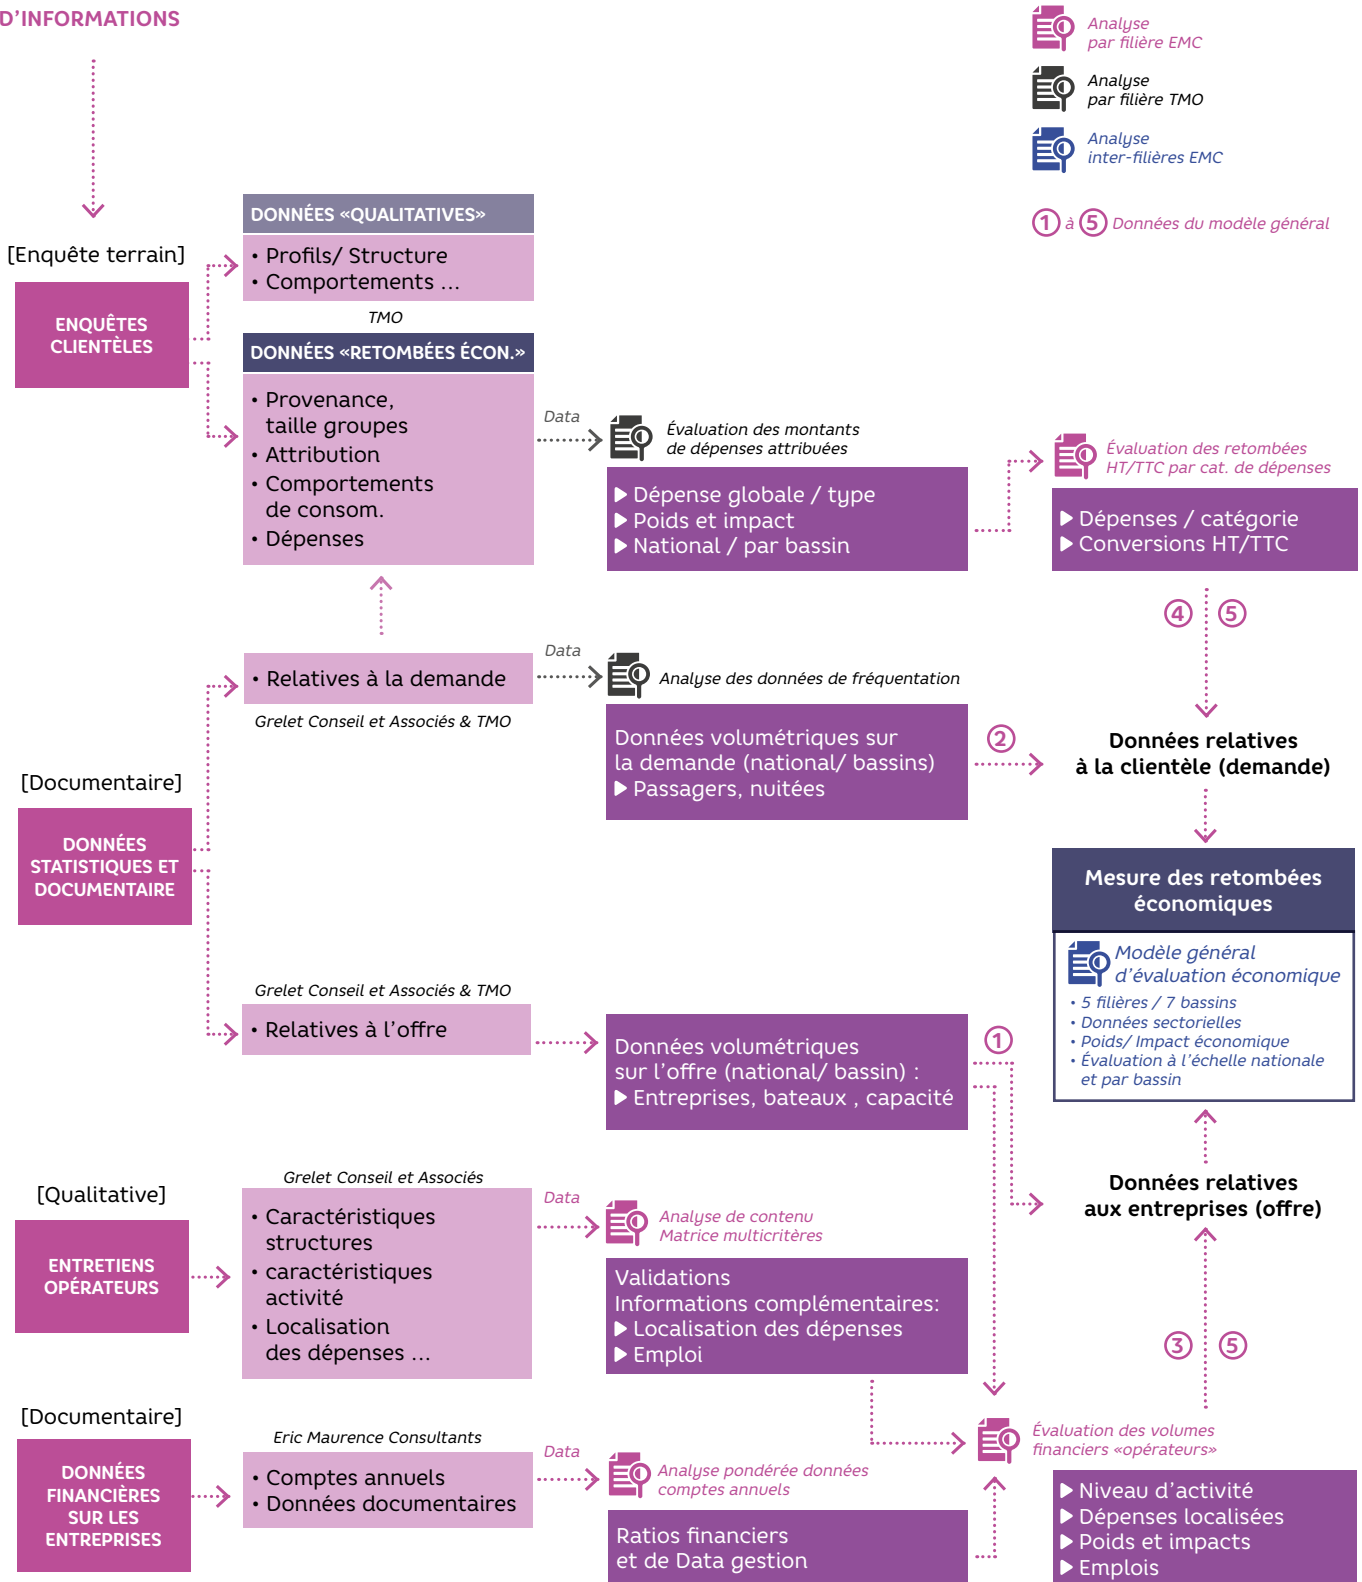 D’INFORMATIONS
Analyse
par filière EMC
Analyse
par filière TMO
Analyse
inter-filières EMC
1 à 5 Données du modèle général
[Enquête terrain]
ENQUÊTES
CLIENTÈLES
DONNÉES «QUALITATIVES»
• Profils/ Structure
• Comportements ...
TMO
DONNÉES «RETOMBÉES ÉCON.»
• Provenance,
taille groupes
• Attribution
• Comportements
de consom.
• Dépenses
Data
Évaluation des montants
de dépenses attribuées
▶ Dépense globale / type
▶ Poids et impact
▶ National / par bassin
Évaluation des retombées
HT/TTC par cat. de dépenses
▶ Dépenses / catégorie
▶ Conversions HT/TTC
4 5
[Documentaire]
DONNÉES
STATISTIQUES ET
DOCUMENTAIRE
• Relatives à la demande
Grelet Conseil et Associés & TMO
Data
Analyse des données de fréquentation
Données volumétriques sur
la demande (national/ bassins)
▶ Passagers, nuitées
2
Données relatives
à la clientèle (demande)
Mesure des retombées
économiques
Modèle général
d’évaluation économique
• 5 filières / 7 bassins
• Données sectorielles
• Poids/ Impact économique
• Évaluation à l’échelle nationale
et par bassin
Grelet Conseil et Associés & TMO
• Relatives à l’offre
Données volumétriques
sur l’offre (national/ bassin) :
▶ Entreprises, bateaux , capacité
1
Données relatives
aux entreprises (offre)
[Qualitative]
ENTRETIENS
OPÉRATEURS
Grelet Conseil et Associés
• Caractéristiques
structures
• caractéristiques
activité
• Localisation
des dépenses ...
Data
Analyse de contenu
Matrice multicritères
Validations
Informations complémentaires:
▶ Localisation des dépenses
▶ Emploi
3 5
[Documentaire]
DONNÉES
FINANCIÈRES
SUR LES
ENTREPRISES
Eric Maurence Consultants
• Comptes annuels
• Données documentaires
Data
Analyse pondérée données
comptes annuels
Ratios financiers
et de Data gestion
Évaluation des volumes
financiers «opérateurs»
▶ Niveau d’activité
▶ Dépenses localisées
▶ Poids et impacts
▶ Emplois